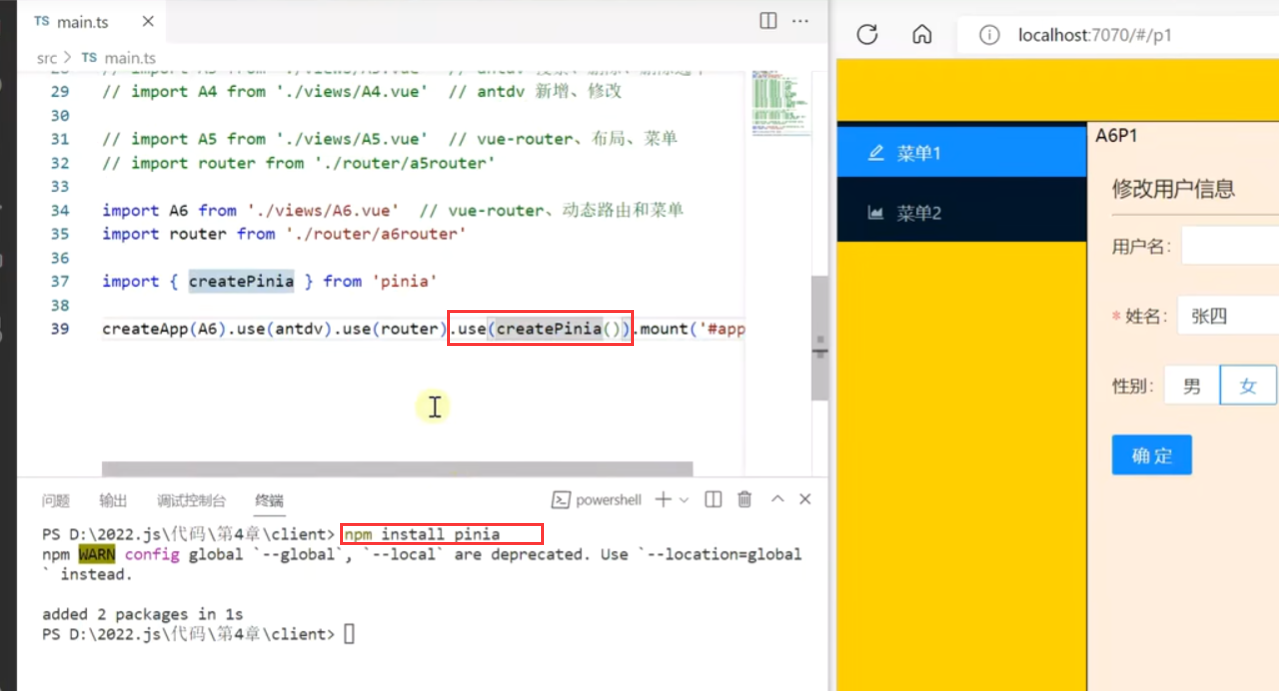 TS main.ts
src > TS main.ts
29 // import A4 from './views/A4.vue' // antdv 新增、修改
30
31 // import A5 from './views/A5.vue' // vue-router、布局、菜单
32 // import router from './router/a5router'
33
34 import A6 from './views/A6.vue' // vue-router、动态路由和菜单
35 import router from './router/a6router'
36
37 import { createPinia } from 'pinia'
38
39 createApp(A6).use(antdv).use(router).use(createPinia()).mount('#app
问题 输出 调试控制台 终端 powershell
PS D:\2022.js\代码\第4章\client> npm install pinia
npm WARN config global `--global`, `--local` are deprecated. Use `--location=global
` instead.
added 2 packages in 1s
PS D:\2022.js\代码\第4章\client>
localhost:7070/#/p1
菜单1
菜单2
A6P1
修改用户信息
用户名:
* 姓名: 张四
性别: 男 女
确 定